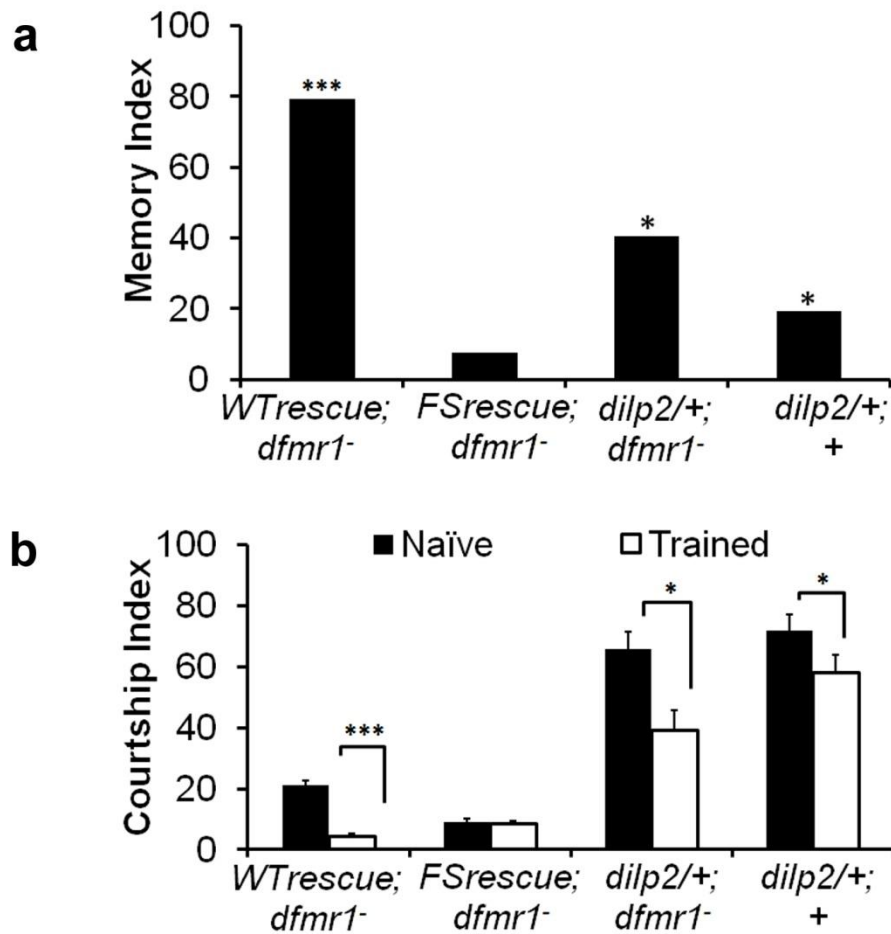 a
Memory Index
100
80
60
40
20
0
***
*
*
WTrescue;
dfmr1-
FSrescue;
dfmr1-
dilp2/+;
dfmr1-
dilp2/+;
+
b
Courtship Index
100
80
60
40
20
0
Naïve
Trained
***
*
*
WTrescue;
dfmr1-
FSrescue;
dfmr1-
dilp2/+;
dfmr1-
dilp2/+;
+